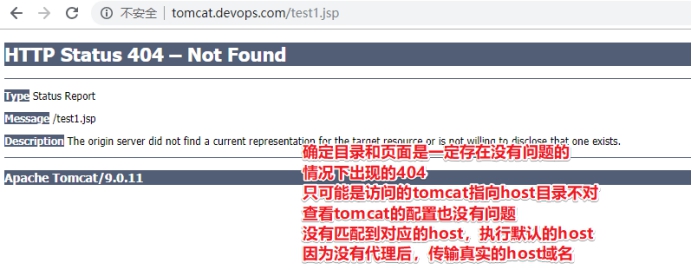 不安全 | tomcat.devops.com/test1.jsp
HTTP Status 404 – Not Found
Type Status Report
Message /test1.jsp
Description The origin server did not find a current representation for the target resource or is not willing to disclose that one exists.
确定目录和页面是一定存在没有问题的
情况下出现的404
Apache Tomcat/9.0.11
只可能是访问的tomcat指向host目录不对
查看tomcat的配置也没有问题
没有匹配到对应的host，执行默认的host
因为没有代理后，传输真实的host域名